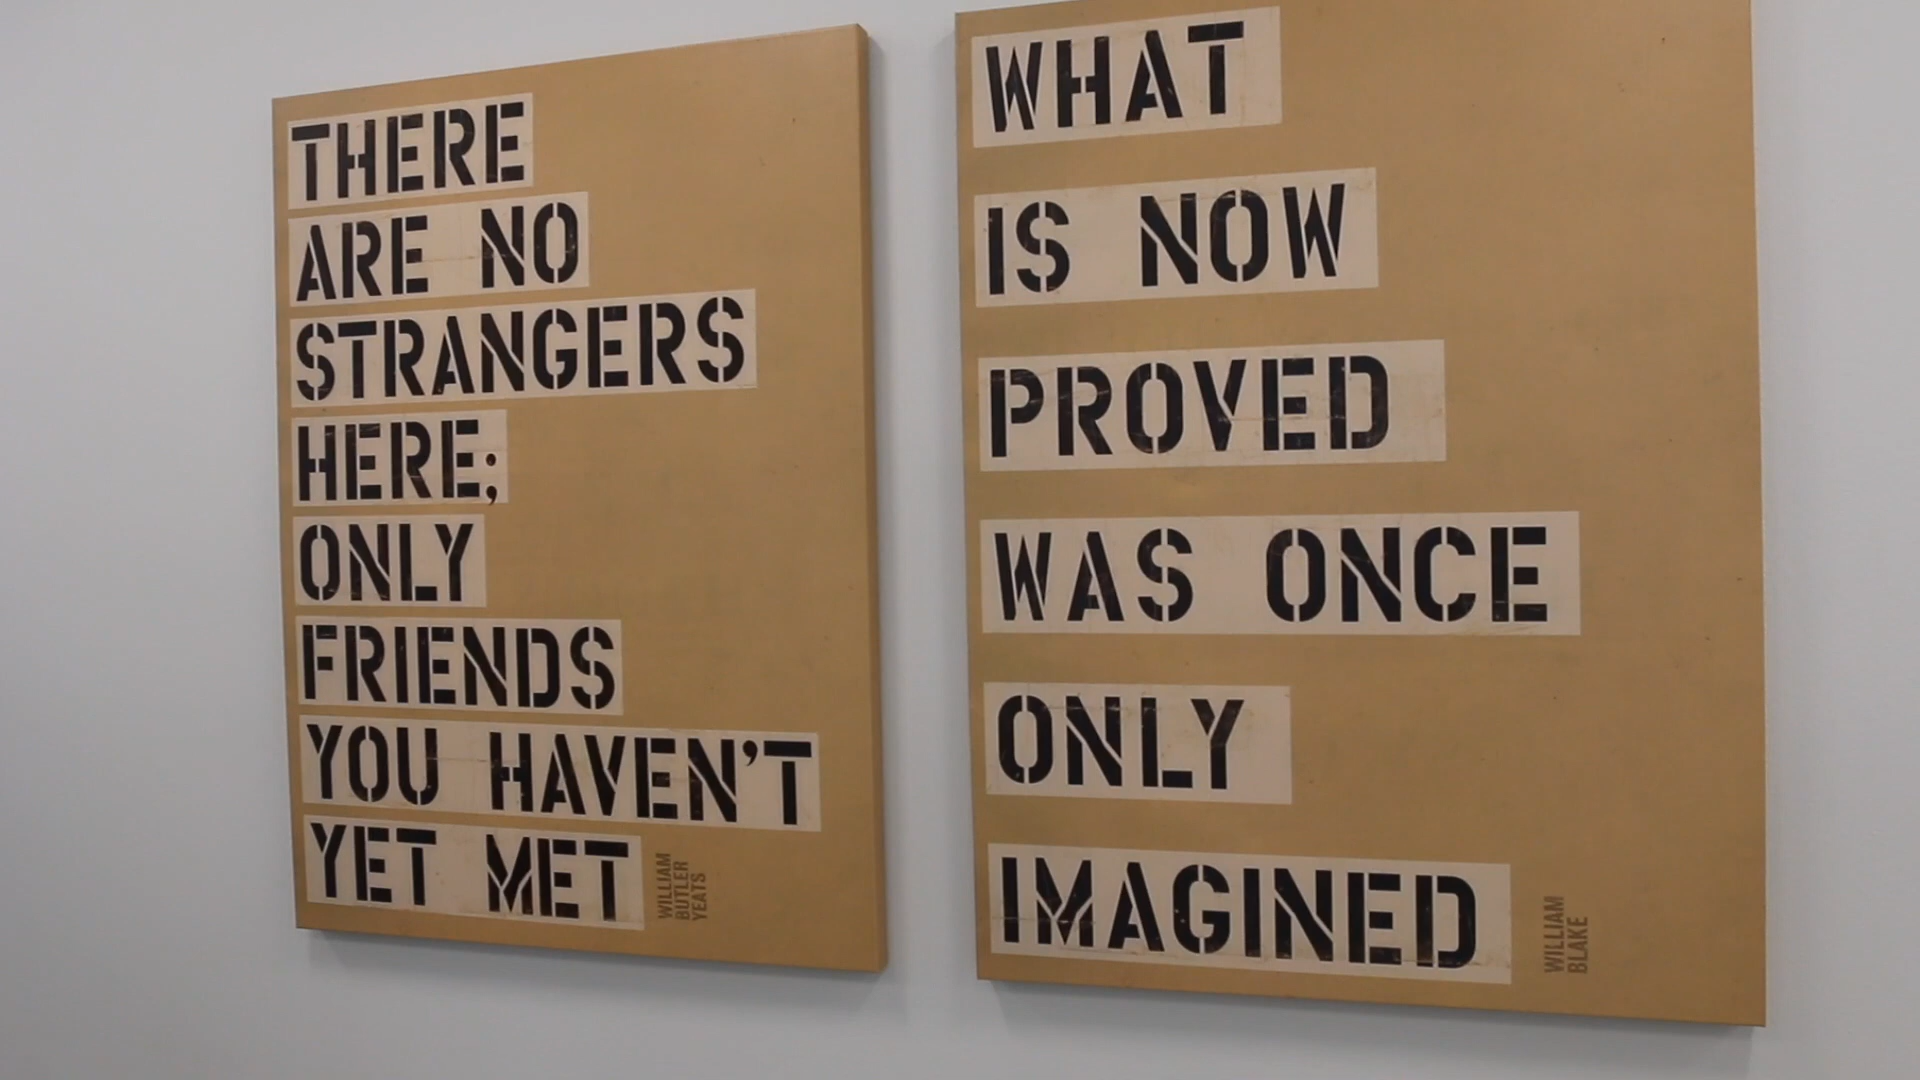 THERE
ARE NO
STRANGERS
HERE;
ONLY
FRIENDS
YOU HAVEN'T
YET MET
WILLIAM
BUTLER
YEATS
WHAT
IS NOW
PROVED
WAS ONCE
ONLY
IMAGINED
WILLIAM
BLAKE